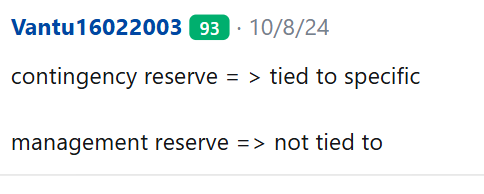 Vantu16022003 93 · 10/8/24
contingency reserve = > tied to specific
management reserve => not tied to